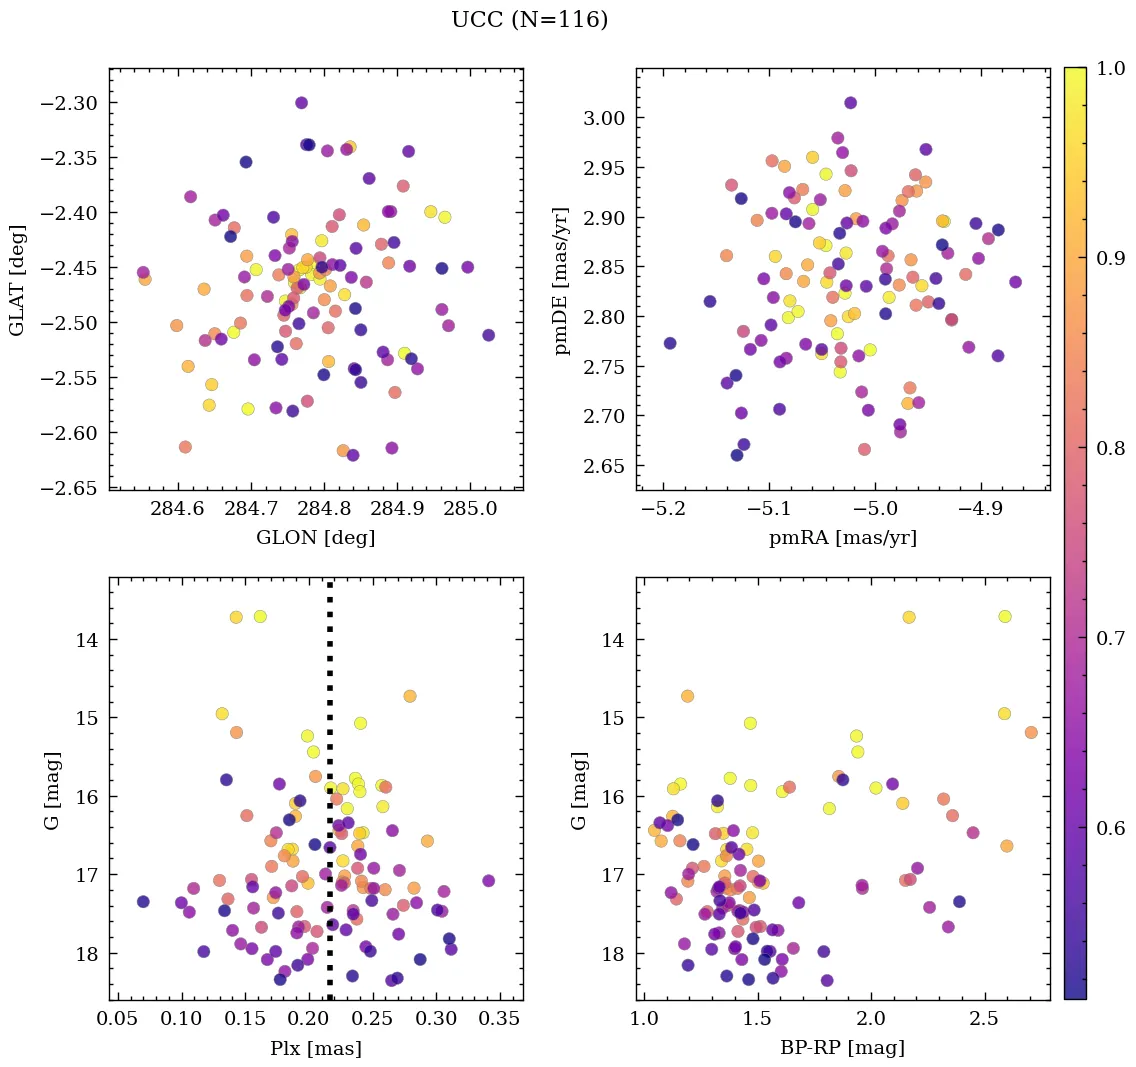 UCC (N=116)
−2.30
−2.35
−2.40
−2.45
−2.50
−2.55
−2.60
−2.65
GLAT [deg]
284.6 284.7 284.8 284.9 285.0
GLON [deg]
3.00
2.95
2.90
2.85
2.80
2.75
2.70
2.65
pmDE [mas/yr]
−5.2 −5.1 −5.0 −4.9
pmRA [mas/yr]
1.0
0.9
0.8
0.7
0.6
14
15
16
17
18
G [mag]
0.05 0.10 0.15 0.20 0.25 0.30 0.35
Plx [mas]
14
15
16
17
18
G [mag]
1.0 1.5 2.0 2.5
BP-RP [mag]